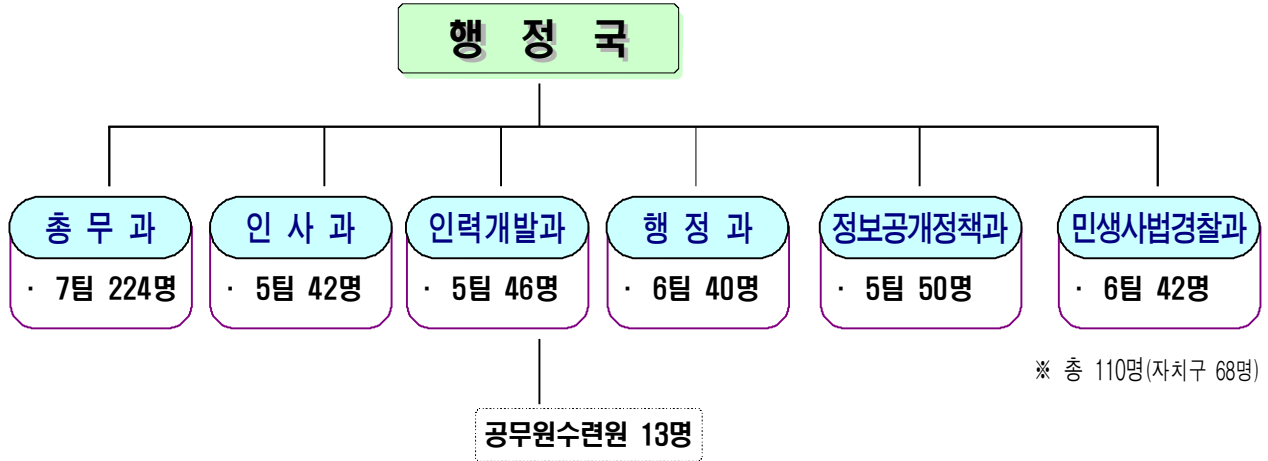 행 정 국
총 무 과
인 사 과
인력개발과
행 정 과
정보공개정책과
민생사법경찰과
· 7팀 224명
· 5팀 42명
· 5팀 46명
· 6팀 40명
· 5팀 50명
· 6팀 42명
※ 총 110명(자치구 68명)
공무원수련원 13명